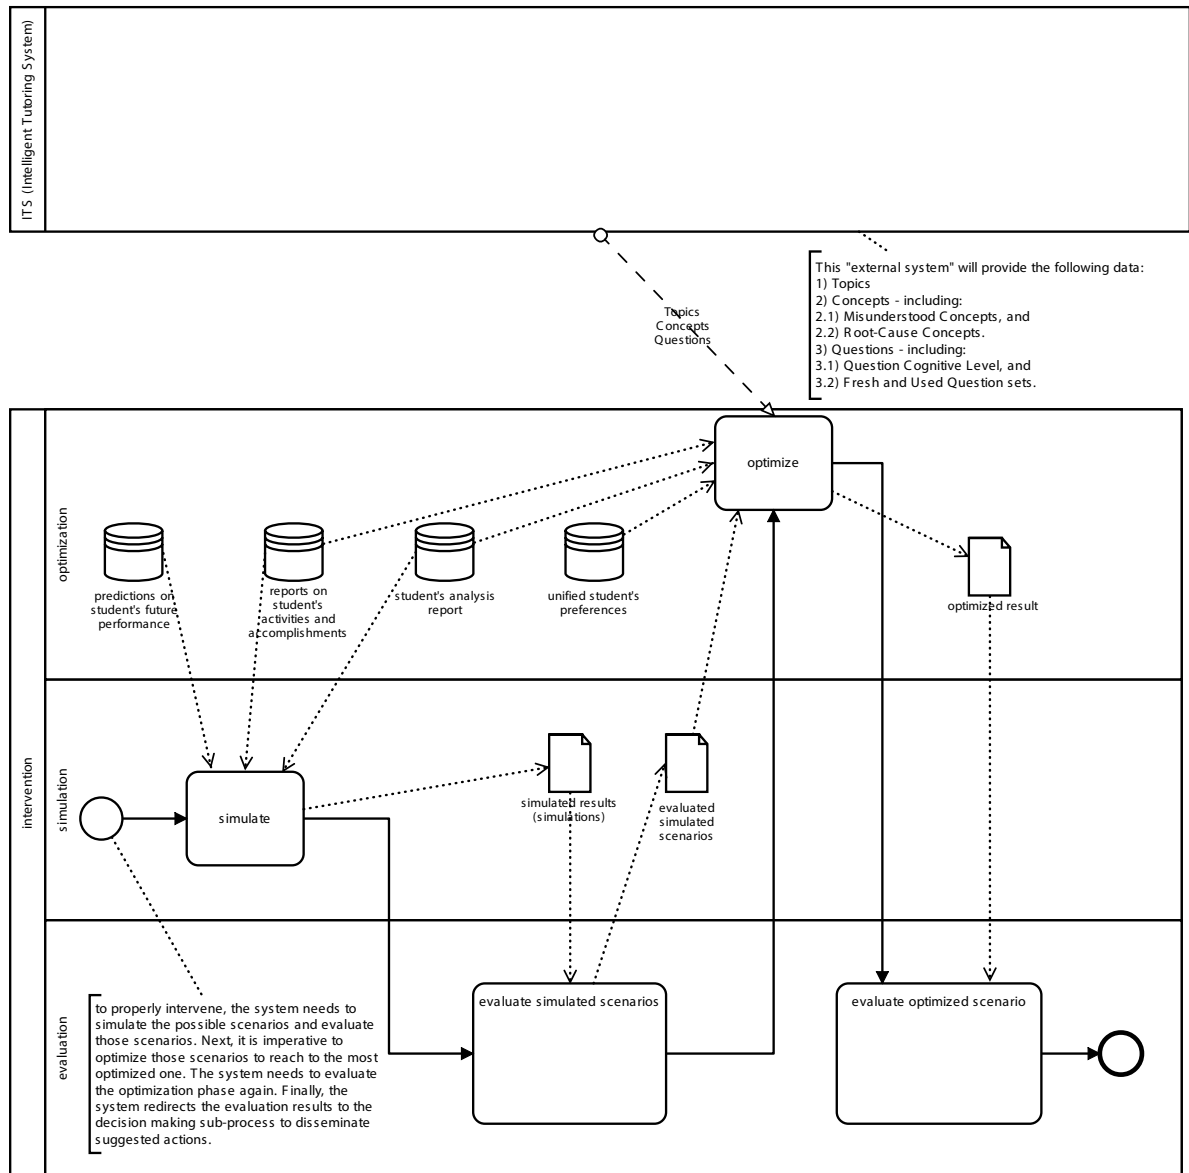 ITS (Intelligent Tutoring System)
This "external system" will provide the following data:
1) Topics
2) Concepts - including:
2.1) Misunderstood Concepts, and
2.2) Root-Cause Concepts.
3) Questions - including:
3.1) Question Cognitive Level, and
3.2) Fresh and Used Question sets.
Topics
Concepts
Questions
intervention
optimization
optimize
predictions on
student's future
performance
reports on
student's
activities and
accomplishments
student's analysis
report
unified student's
preferences
optimized result
simulation
simulate
simulated results
(simulations)
evaluated
simulated
scenarios
evaluation
to properly intervene, the system needs to
simulate the possible scenarios and evaluate
those scenarios. Next, it is imperative to
optimize those scenarios to reach to the most
optimized one. The system needs to evaluate
the optimization phase again. Finally, the
system redirects the evaluation results to the
decision making sub-process to disseminate
suggested actions.
evaluate simulated scenarios
evaluate optimized scenario